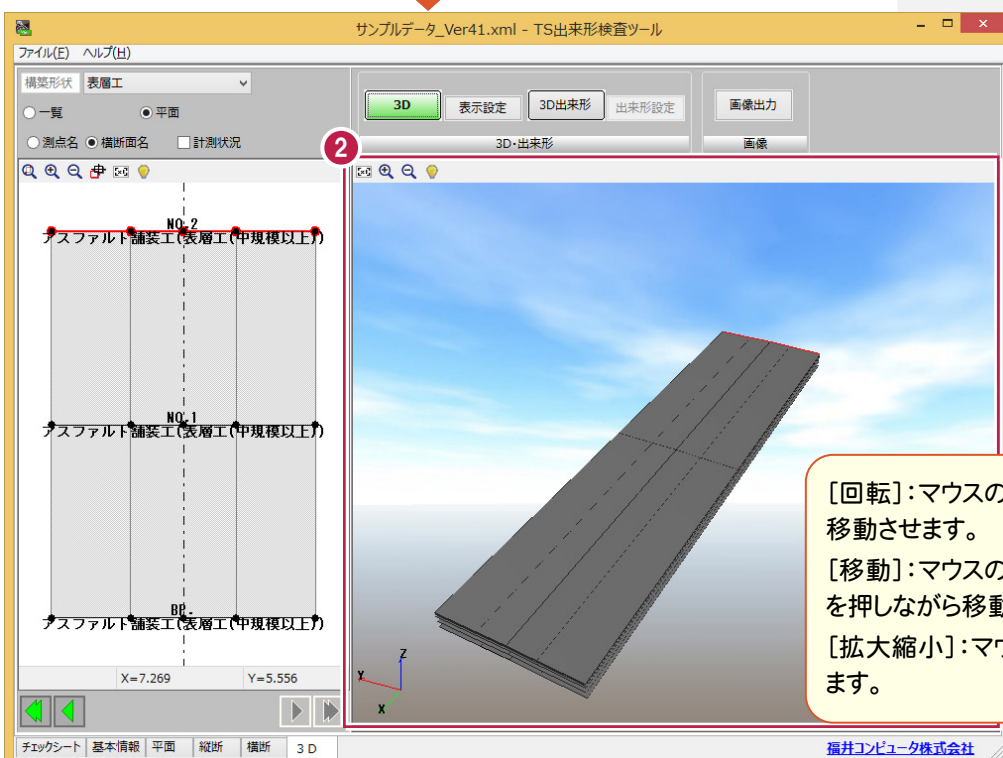 サンプルデータ_Ver41.xml - TS出来形検査ツール
ファイル(F) ヘルプ(H)
構築形状 表層工
一覧 平面
測点名 横断面名 計測状況
3D 表示設定 3D出来形 出来形設定
3D・出来形
画像出力
画像
2
NO.2
アスファルト舗装工(表層工(中規模以上))
NO.1
アスファルト舗装工(表層工(中規模以上))
BP.
アスファルト舗装工(表層工(中規模以上))
X=7.269 Y=5.556
Z
Y
X
[回転]:マウスの
移動させます。
[移動]:マウスの
を押しながら移動
[拡大縮小]:マウ
ます。
チェックシート 基本情報 平面 縦断 横断 3D
福井コンピュータ株式会社